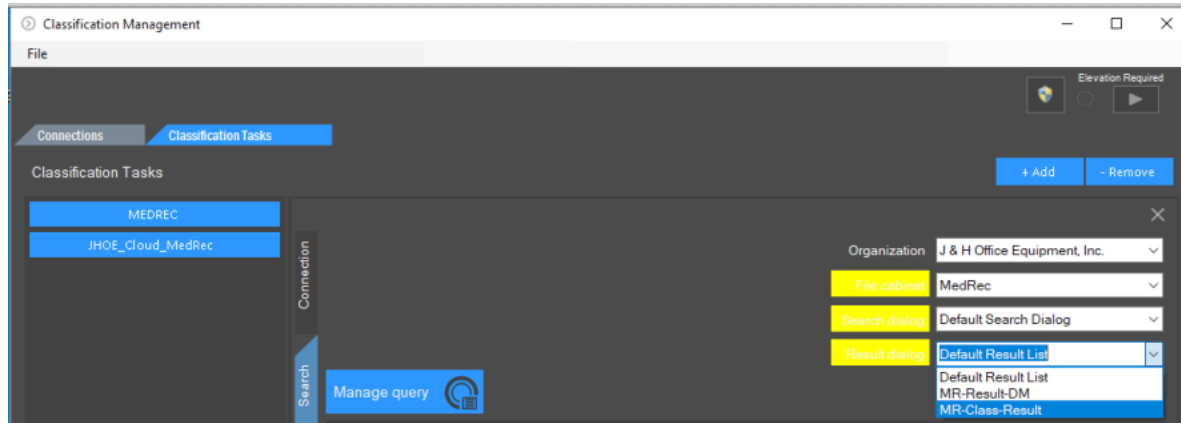 Classification Management
File
Elevation Required
Connections
Classification Tasks
Classification Tasks
+ Add
- Remove
MEDREC
JHOE_Cloud_MedRec
Connection
Organization
J & H Office Equipment, Inc.
File cabinet
MedRec
Search dialog
Default Search Dialog
Result dialog
Default Result List
Search
Manage query
Default Result List
MR-Result-DM
MR-Class-Result